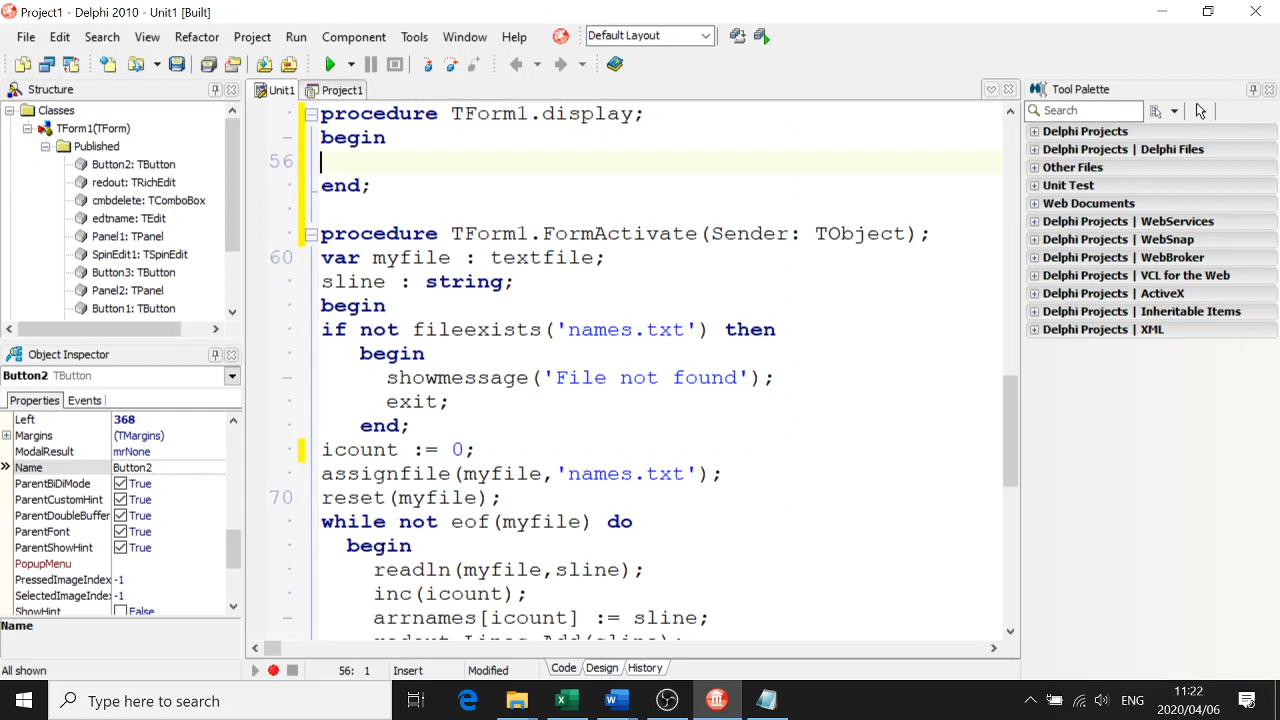 Project1 - Delphi 2010 - Unit1 [Built]
File Edit Search View Refactor Project Run Component Tools Window Help Default Layout
Structure
Classes
TForm1(TForm)
Published
Button2: TButton
redout: TRichEdit
cmbdelete: TComboBox
edtname: TEdit
Panel1: TPanel
SpinEdit1: TSpinEdit
Button3: TButton
Panel2: TPanel
Button1: TButton
Object Inspector
Button2 TButton
Properties Events
Left 368
Margins (TMargins)
ModalResult mrNone
Name Button2
ParentBiDiMode True
ParentCustomHint True
ParentDoubleBuffer True
ParentFont True
ParentShowHint True
PopupMenu
PressedImageIndex -1
SelectedImageIndex -1
ShowHint False
Name
All shown
Unit1 Project1
procedure TForm1.display;
begin
56
end;
procedure TForm1.FormActivate(Sender: TObject);
60 var myfile : textfile;
sline : string;
begin
if not fileexists('names.txt') then
begin
showmessage('File not found');
exit;
end;
icount := 0;
assignfile(myfile,'names.txt');
70 reset(myfile);
while not eof(myfile) do
begin
readln(myfile,sline);
inc(icount);
arrnames[icount] := sline;
redout.Lines.Add(sline);
56: 1 Insert Modified Code Design History
Tool Palette
Search
Delphi Projects
Delphi Projects | Delphi Files
Other Files
Unit Test
Web Documents
Delphi Projects | WebServices
Delphi Projects | WebSnap
Delphi Projects | WebBroker
VCL for the Web
Delphi Projects | ActiveX
Delphi Projects | Inheritable Items
Delphi Projects | XML
Type here to search
ENG
11:22
2020/04/06